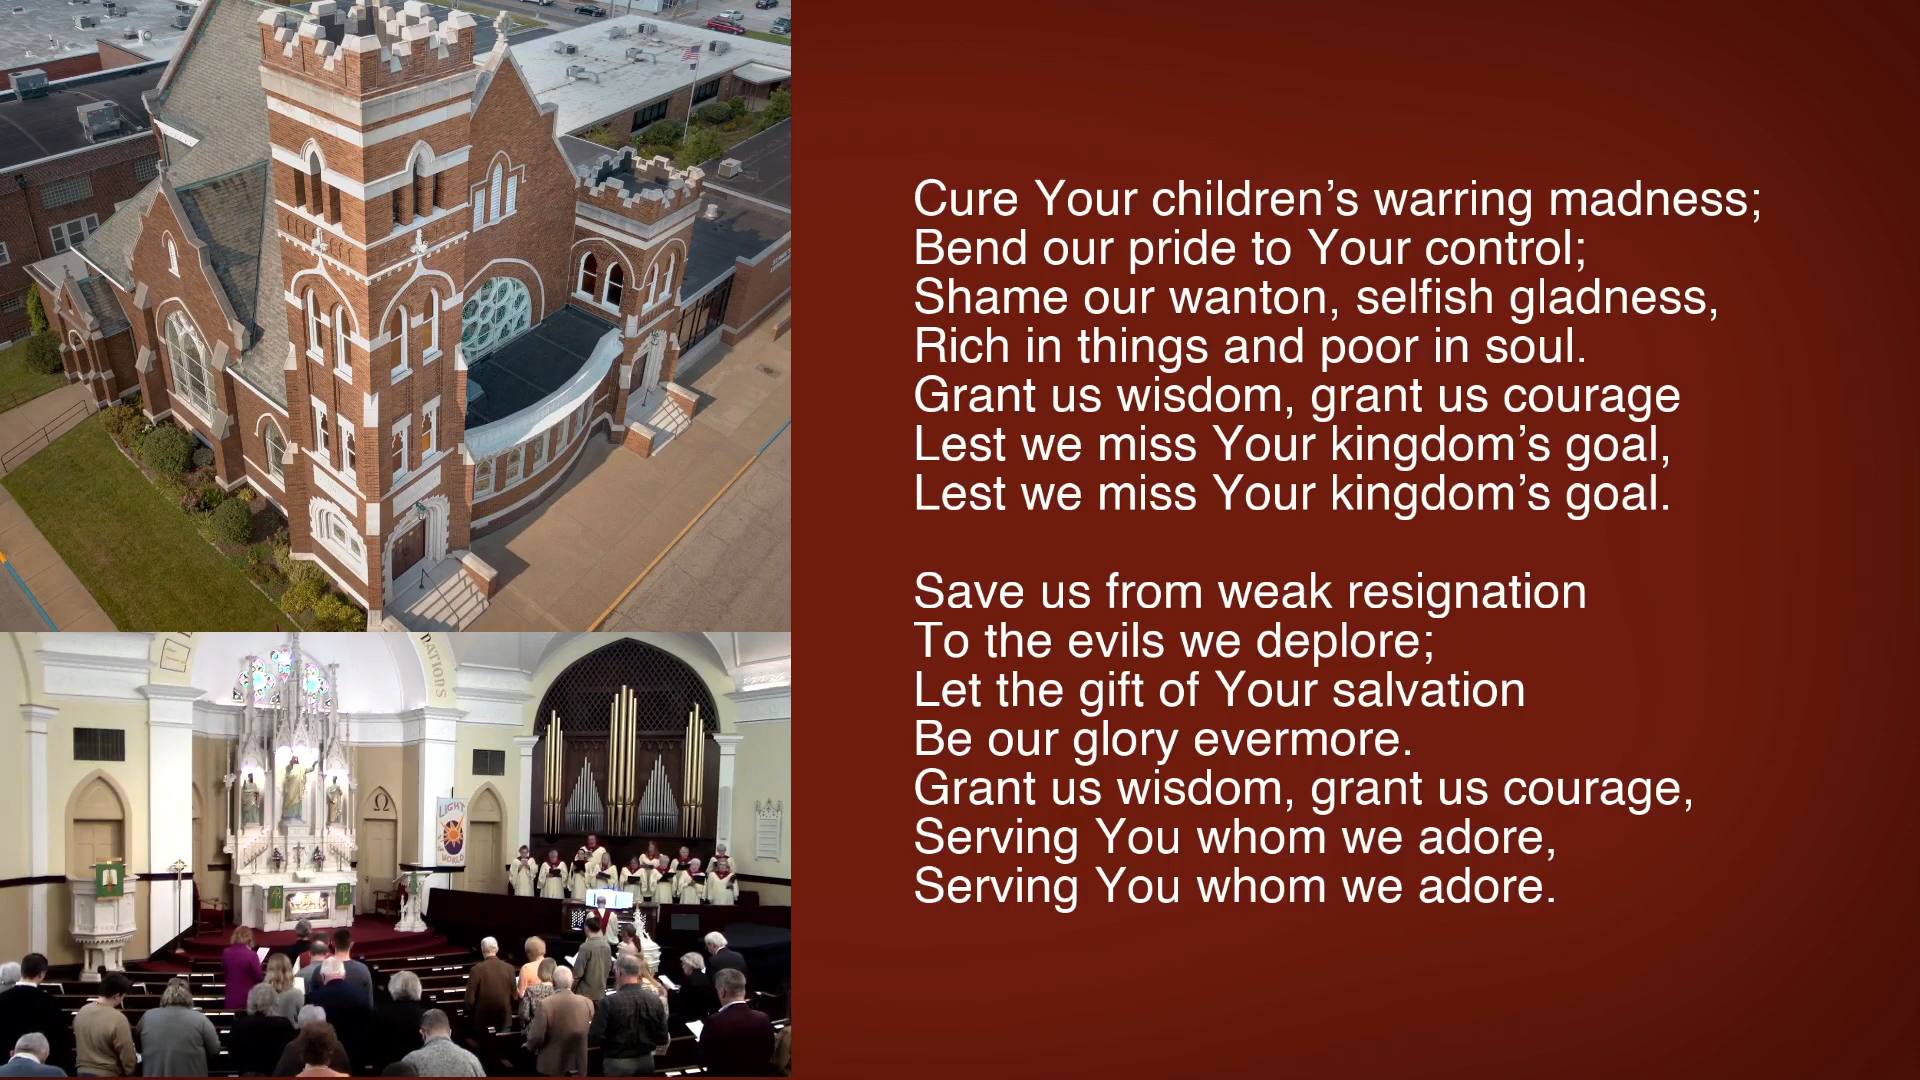 Cure Your children’s warring madness;
Bend our pride to Your control;
Shame our wanton, selfish gladness,
Rich in things and poor in soul.
Grant us wisdom, grant us courage
Lest we miss Your kingdom’s goal,
Lest we miss Your kingdom’s goal.
Save us from weak resignation
To the evils we deplore;
Let the gift of Your salvation
Be our glory evermore.
Grant us wisdom, grant us courage,
Serving You whom we adore,
Serving You whom we adore.
DATIONS
Ω
LIGHT
WORLD